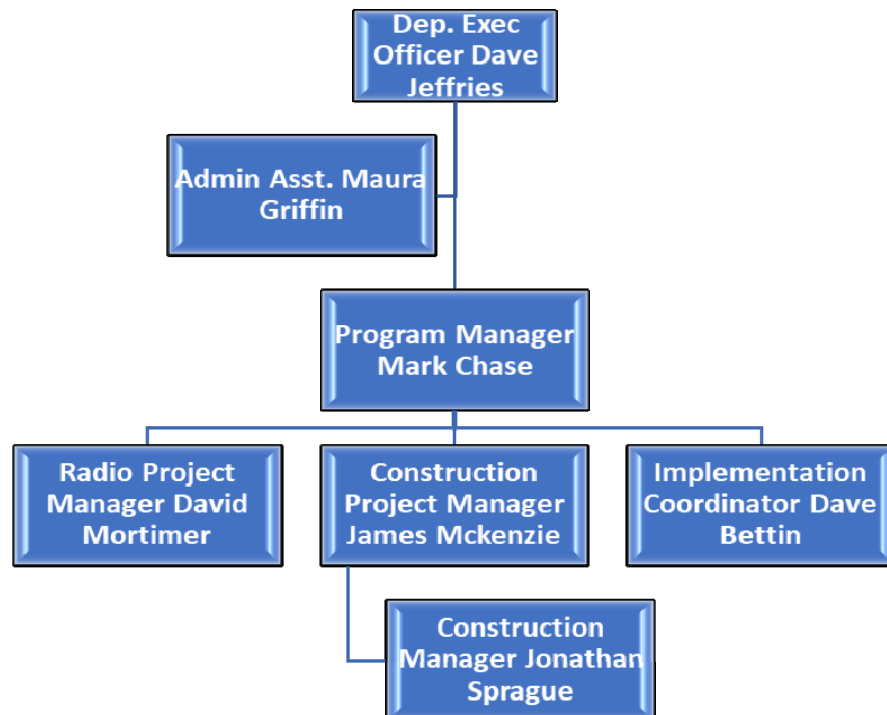 Dep. Exec
Officer Dave
Jeffries
Admin Asst. Maura
Griffin
Program Manager
Mark Chase
Radio Project
Manager David
Mortimer
Construction
Project Manager
James Mckenzie
Implementation
Coordinator Dave
Bettin
Construction
Manager Jonathan
Sprague